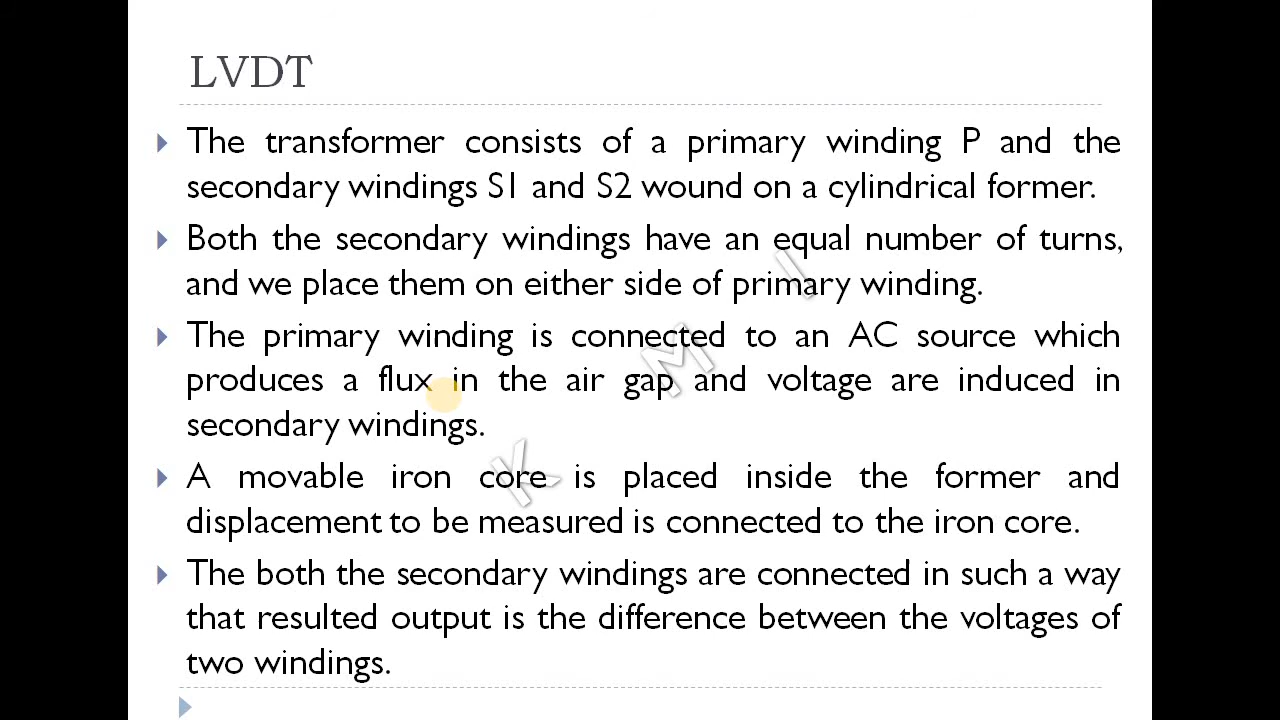 LVDT
The transformer consists of a primary winding P and the
secondary windings S1 and S2 wound on a cylindrical former.
Both the secondary windings have an equal number of turns,
and we place them on either side of primary winding.
The primary winding is connected to an AC source which
produces a flux in the air gap and voltage are induced in
secondary windings.
A movable iron core is placed inside the former and
displacement to be measured is connected to the iron core.
The both the secondary windings are connected in such a way
that resulted output is the difference between the voltages of
two windings.
K M I